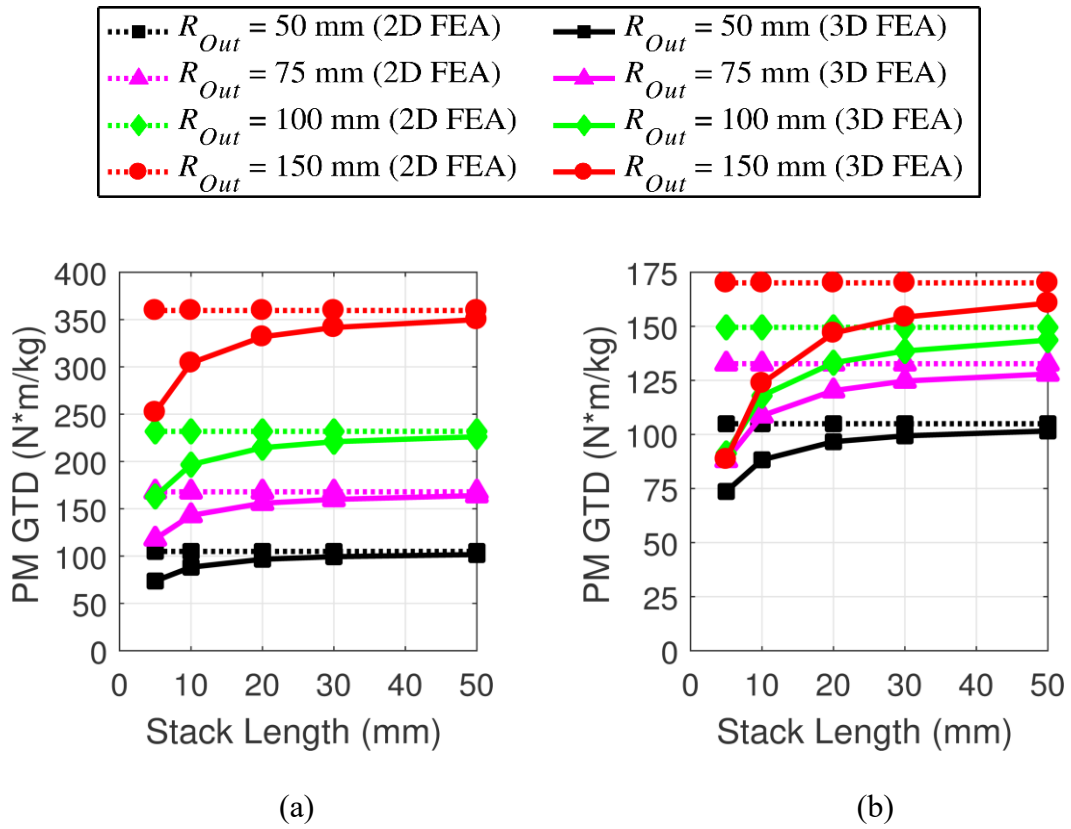 R_Out = 50 mm (2D FEA) R_Out = 50 mm (3D FEA)
R_Out = 75 mm (2D FEA) R_Out = 75 mm (3D FEA)
R_Out = 100 mm (2D FEA) R_Out = 100 mm (3D FEA)
R_Out = 150 mm (2D FEA) R_Out = 150 mm (3D FEA)
PM GTD (N*m/kg)
400
350
300
250
200
150
100
50
0
0 10 20 30 40 50
Stack Length (mm)
(a)
PM GTD (N*m/kg)
175
150
125
100
75
50
25
0
0 10 20 30 40 50
Stack Length (mm)
(b)